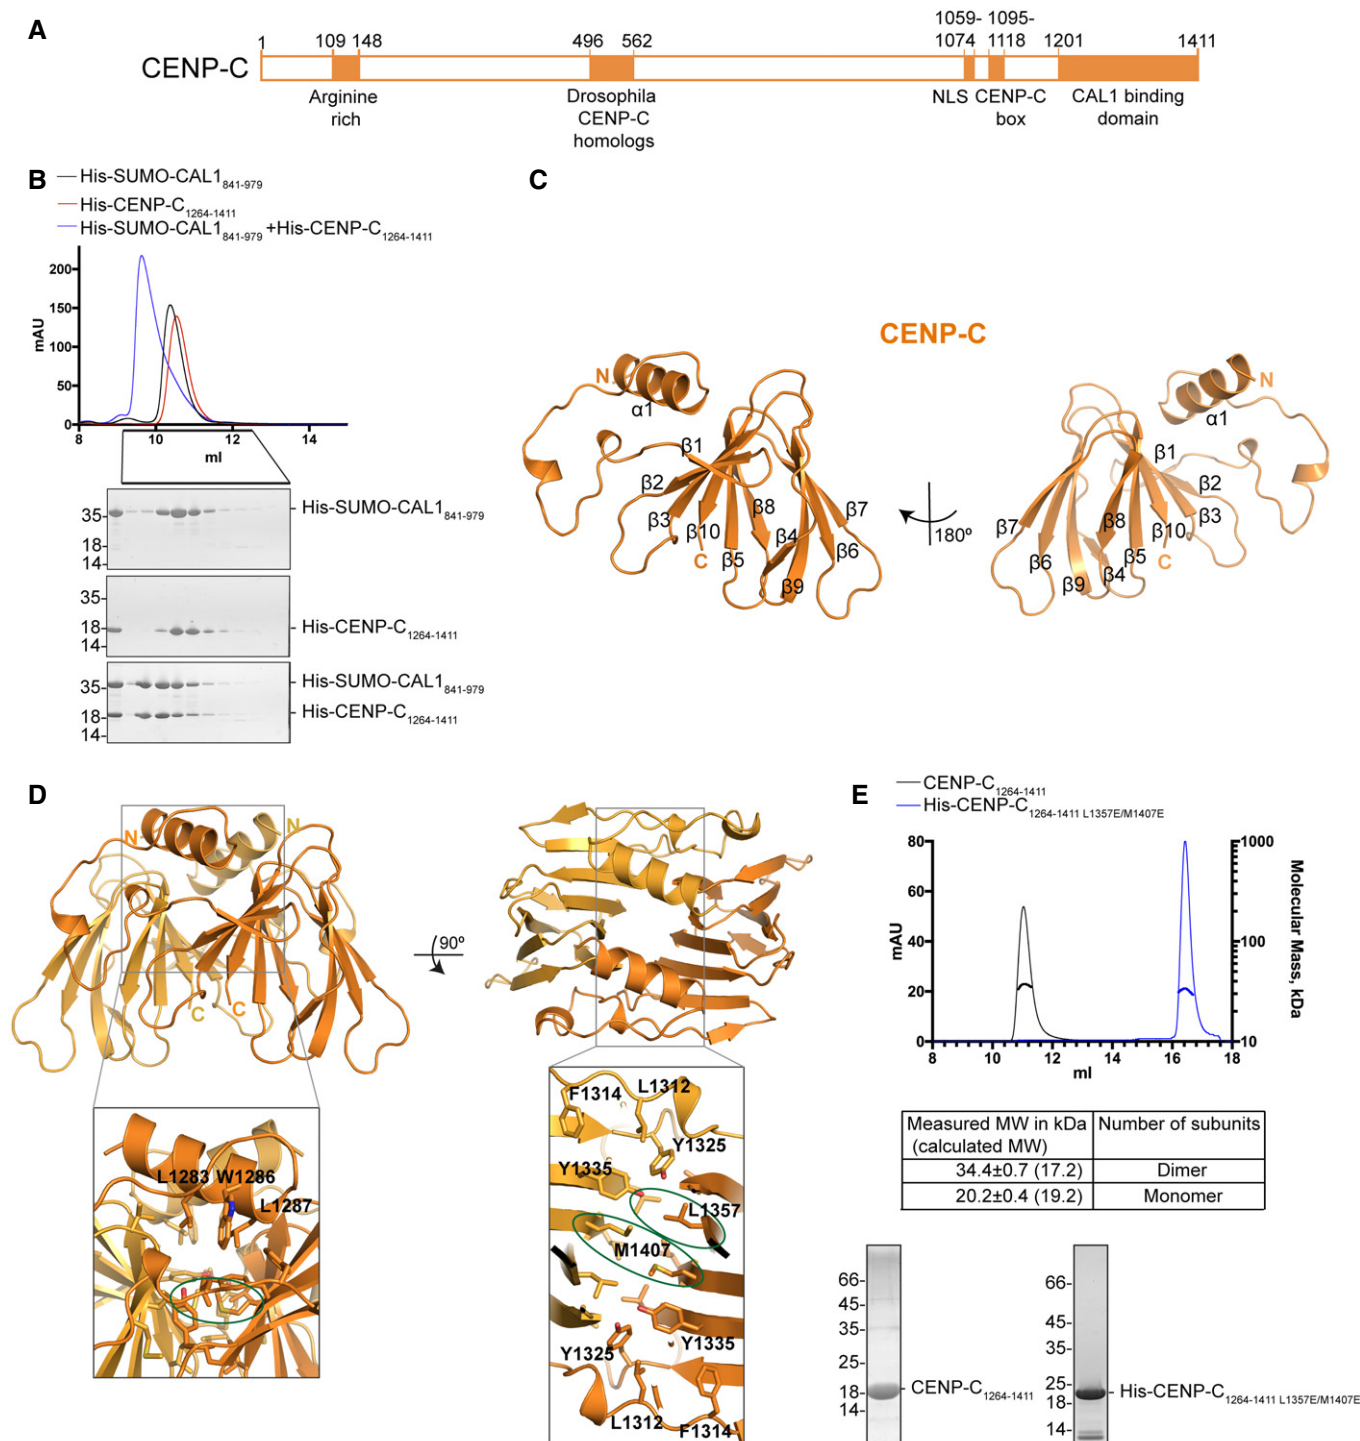 A
1
109 148
496 562
1059-
1074
1095-
1118
1201
1411
CENP-C
Arginine
rich
Drosophila
CENP-C
homologs
NLS
CENP-C
box
CAL1 binding
domain
B
His-SUMO-CAL1841-979
His-CENP-C1264-1411
His-SUMO-CAL1841-979 +His-CENP-C1264-1411
mAU
200
150
100
50
0
8 10 12 14
ml
35-
18-
14-
His-SUMO-CAL1841-979
35-
18-
14-
His-CENP-C1264-1411
35-
18-
14-
His-SUMO-CAL1841-979
His-CENP-C1264-1411
C
CENP-C
N
α1
β1
β2
β3
β10
C
β5
β8
β4
β9
β7
β6
180º
N
α1
β1
β2
β3
β10
C
β5
β8
β4
β9
β6
β7
D
N
N
C
C
90º
L1283 W1286
L1287
F1314
L1312
Y1325
Y1335
L1357
M1407
Y1325
Y1335
L1312
F1314
E
CENP-C1264-1411
His-CENP-C1264-1411 L1357E/M1407E
mAU
80
60
40
20
0
8 10 12 14 16 18
ml
1000
100
10
Molecular Mass, kDa
Measured MW in kDa
(calculated MW)
Number of subunits
34.4±0.7 (17.2) Dimer
20.2±0.4 (19.2) Monomer
66-
45-
35-
25-
18-
14-
CENP-C1264-1411
66-
45-
35-
25-
18-
14-
His-CENP-C1264-1411 L1357E/M1407E